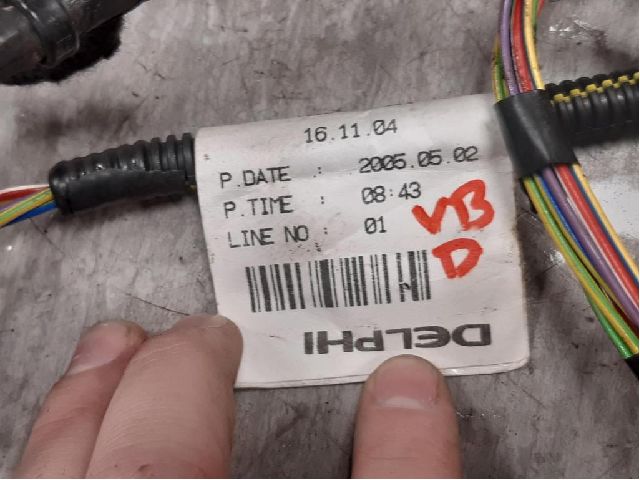 16.11.04
P.DATE : 2005.05.02
P.TIME : 08:43
LINE NO : 01
VB
D
DELPHI